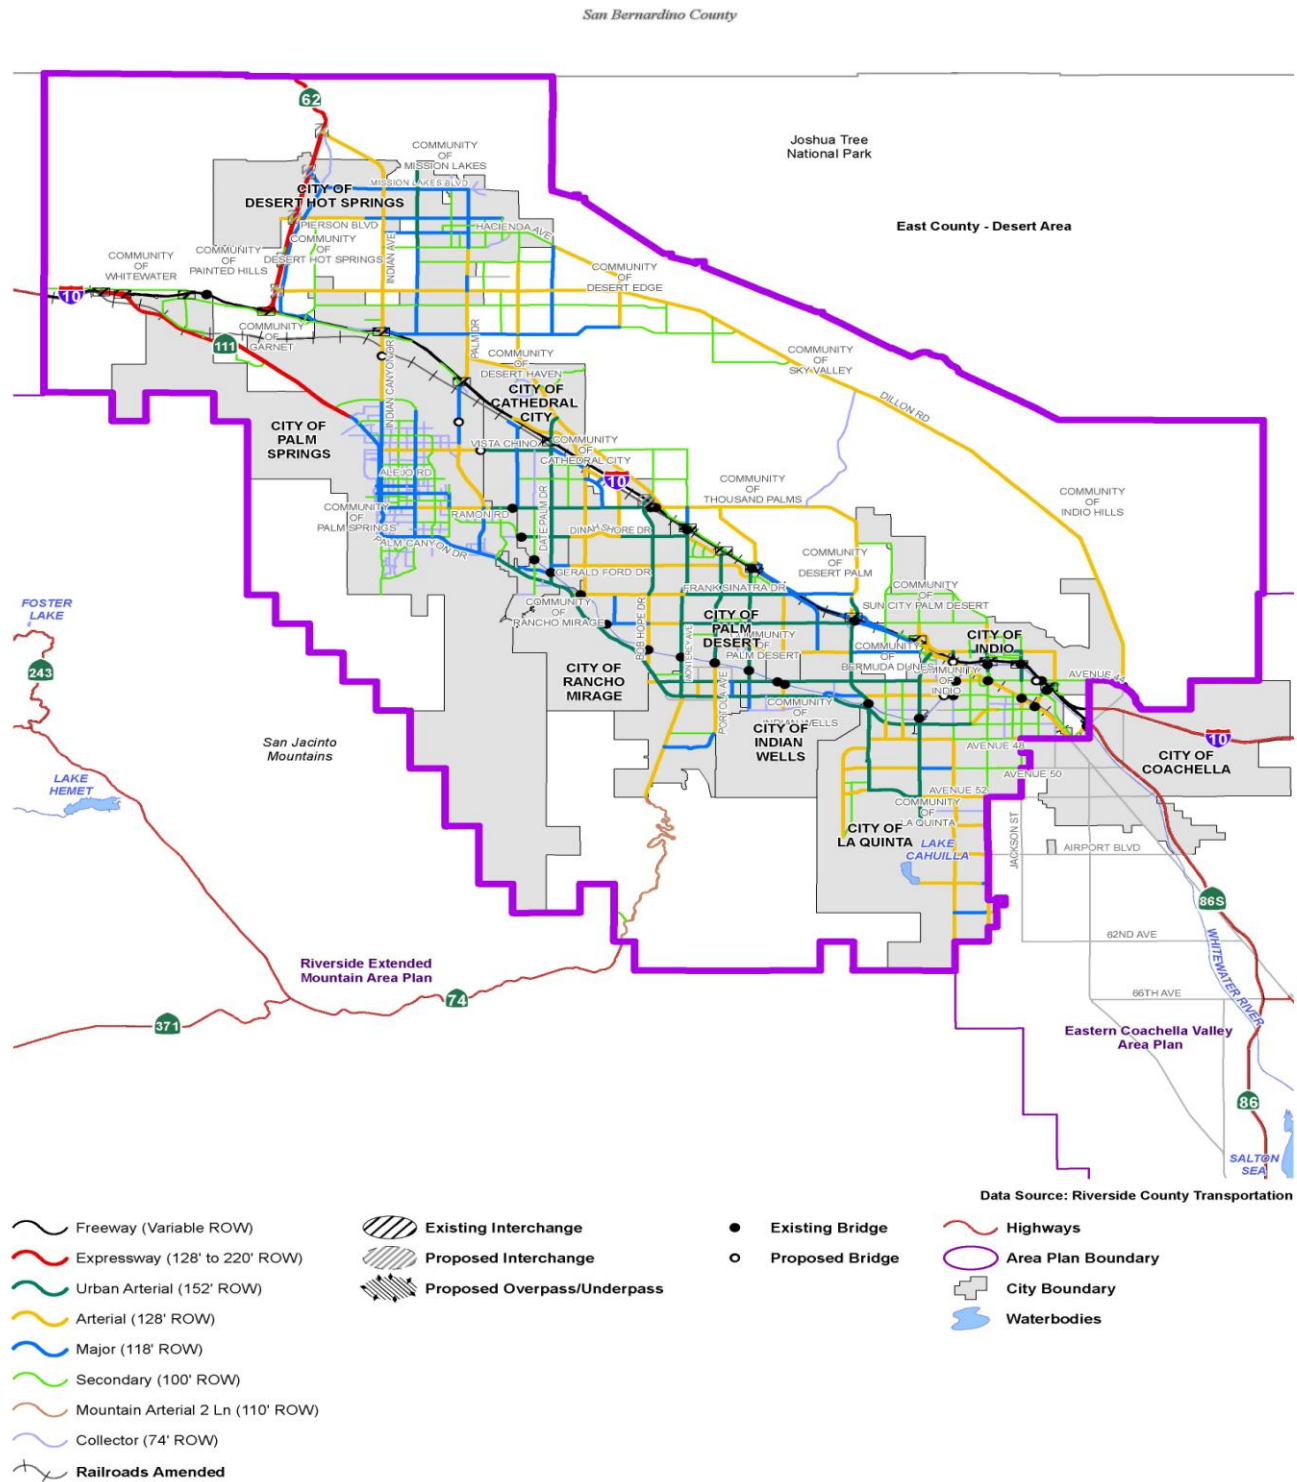 San Bernardino County
62
Joshua Tree
National Park
COMMUNITY
OF
MISSION LAKES
MISSION LAKES BLVD
CITY OF
DESERT HOT SPRINGS
PIERSON BLVD
HACIENDA AVE
East County - Desert Area
COMMUNITY
OF
WHITEWATER
COMMUNITY
OF
PAINTED HILLS
COMMUNITY
OF
DESERT HOT SPRINGS
INDIAN AVE
COMMUNITY
OF
DESERT EDGE
10
COMMUNITY
OF
GARNET
111
PALM DR
COMMUNITY
OF
DESERT HAVEN
COMMUNITY
OF
SKY VALLEY
INDIAN CANYON DR
CITY OF
CATHEDRAL
CITY
DILLON RD
CITY OF
PALM
SPRINGS
VISTA CHINO
COMMUNITY
OF
CATHEDRAL CITY
ALEJO RD
10
COMMUNITY
OF
THOUSAND PALMS
COMMUNITY
OF
INDIO HILLS
COMMUNITY
OF
PALM SPRINGS
RAMON RD
DATE PALM DR
DINAH SHORE DR
PALM CANYON DR
COMMUNITY
OF
DESERT PALM
GERALD FORD DR
FRANK SINATRA DR
COMMUNITY
OF
SUN CITY PALM DESERT
FOSTER
LAKE
COMMUNITY
OF
RANCHO MIRAGE
BOB HOPE DR
CITY OF
PALM
DESERT
COMMUNITY
OF
PALM DESERT
CITY OF
INDIO
MONTEREY AVE
COMMUNITY
OF
BERMUDA DUNES
243
CITY OF
RANCHO
MIRAGE
PORTOLA AVE
COMMUNITY
OF
INDIO
AVENUE 44
COMMUNITY
OF
INDIAN WELLS
CITY OF
INDIAN
WELLS
San Jacinto
Mountains
10
AVENUE 48
CITY OF
COACHELLA
LAKE
HEMET
AVENUE 50
AVENUE 52
COMMUNITY
OF
LA QUINTA
CITY OF
LA QUINTA
LAKE
CAHUILLA
JACKSON ST
AIRPORT BLVD
86S
62ND AVE
WHITEWATER RIVER
Riverside Extended
Mountain Area Plan
74
66TH AVE
371
Eastern Coachella Valley
Area Plan
86
SALTON
SEA
Data Source: Riverside County Transportation
Freeway (Variable ROW)
Expressway (128' to 220' ROW)
Urban Arterial (152' ROW)
Arterial (128' ROW)
Major (118' ROW)
Secondary (100' ROW)
Mountain Arterial 2 Ln (110' ROW)
Collector (74' ROW)
Railroads Amended
Existing Interchange
Proposed Interchange
Proposed Overpass/Underpass
Existing Bridge
Proposed Bridge
Highways
Area Plan Boundary
City Boundary
Waterbodies